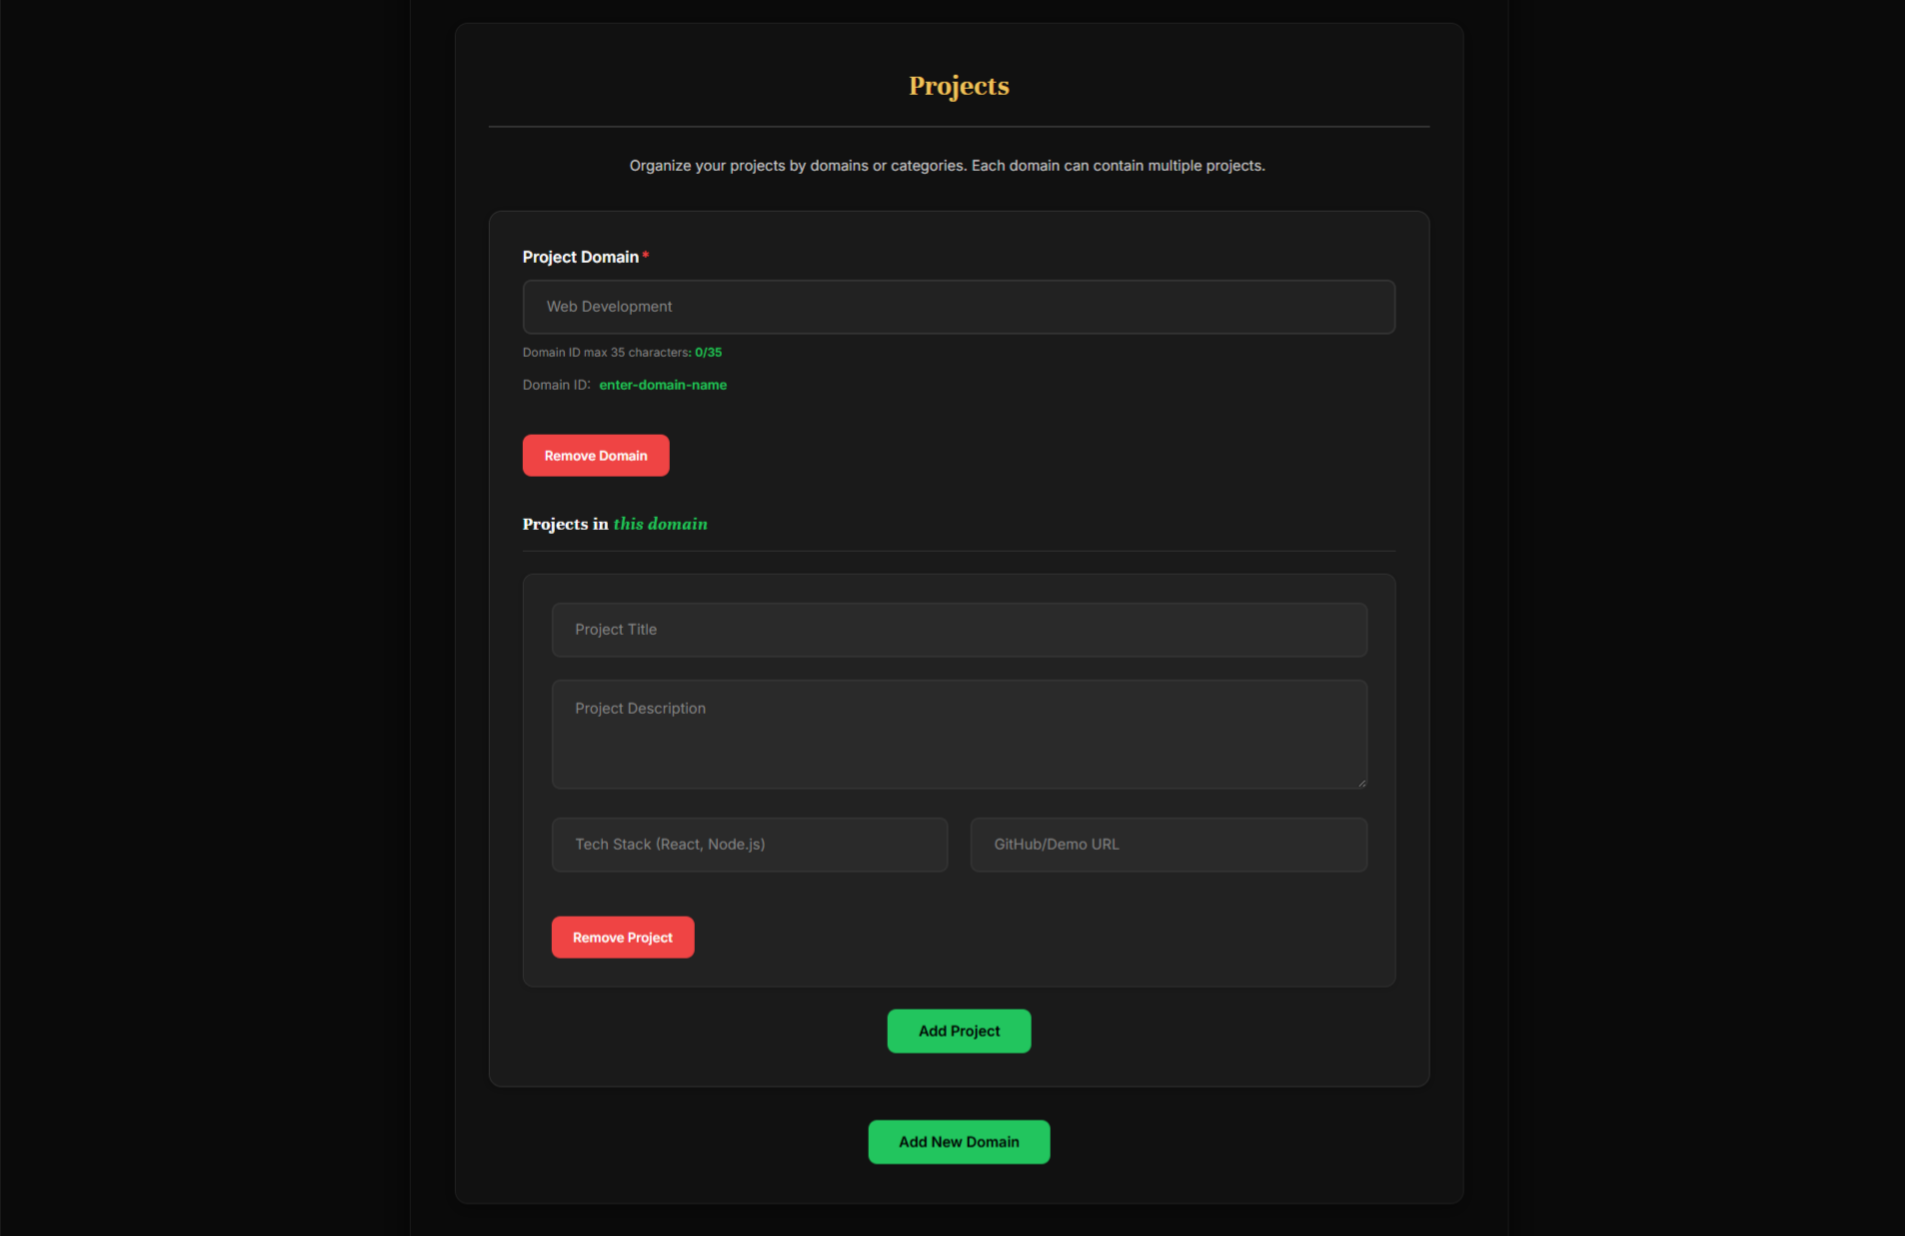 Projects
Organize your projects by domains or categories. Each domain can contain multiple projects.
Project Domain *
Web Development
Domain ID max 35 characters: 0/35
Domain ID: enter-domain-name
Remove Domain
Projects in this domain
Project Title
Project Description
Tech Stack (React, Node.js)
GitHub/Demo URL
Remove Project
Add Project
Add New Domain